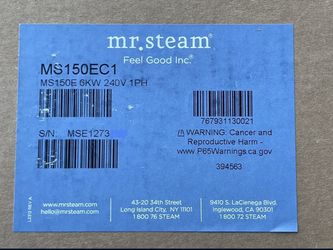 mr.steam®
Feel Good Inc.®
MS150EC1
MS150E 6KW 240V 1PH
767931130021
S/N: MSE1273
⚠ WARNING: Cancer and
Reproductive Harm -
www.P65Warnings.ca.gov
394563
L373 REV A
www.mrsteam.com
hello@mrsteam.com
43-20 34th Street
Long Island City, NY 11101
1 800 76 STEAM
9410 S. LaCienega Blvd.
Inglewood, CA 90301
1 800 72 STEAM